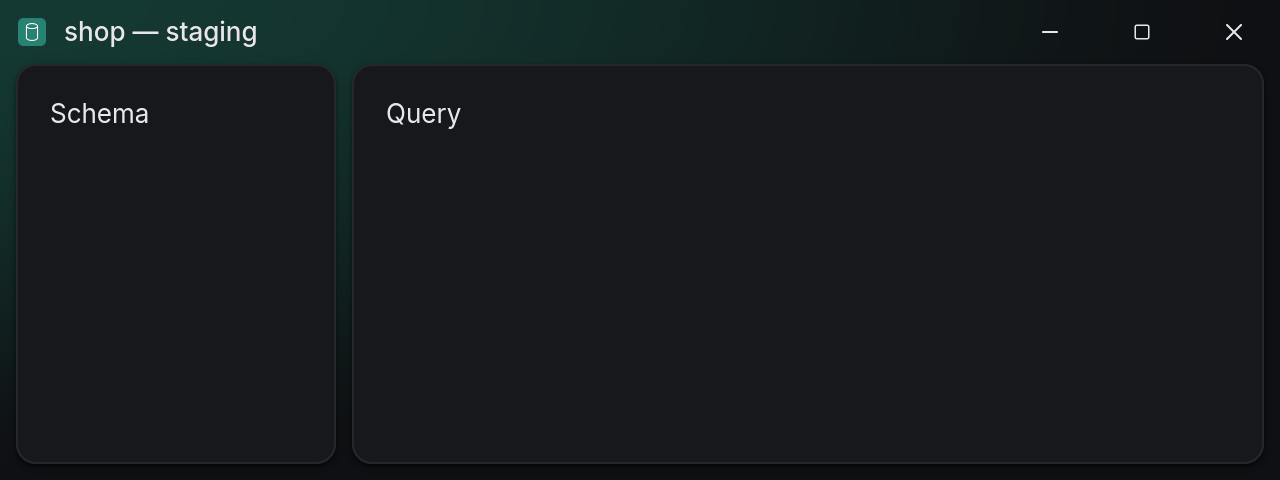 shop — staging
Schema
Query